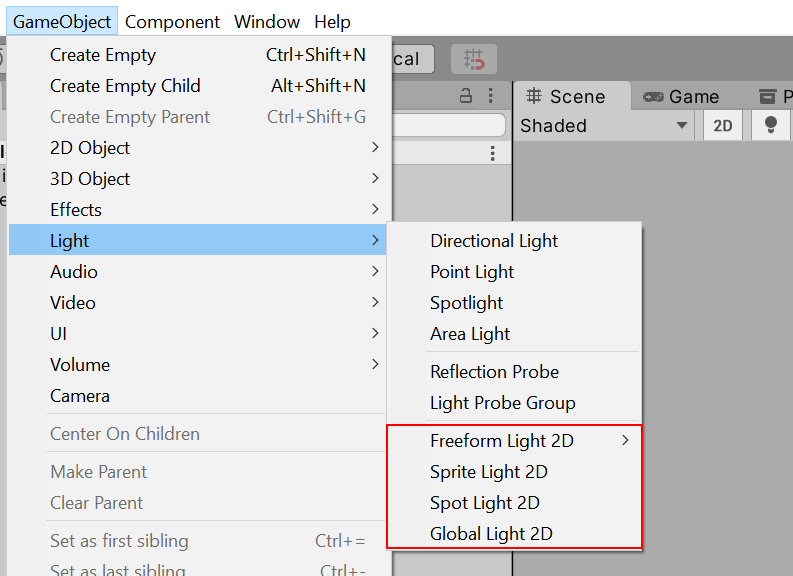 GameObject Component Window Help
Create Empty Ctrl+Shift+N
Create Empty Child Alt+Shift+N
Create Empty Parent Ctrl+Shift+G
2D Object
3D Object
Effects
Light
Audio
Video
UI
Volume
Camera
Center On Children
Make Parent
Clear Parent
Set as first sibling Ctrl+=
Set as last sibling Ctrl+-
Directional Light
Point Light
Spotlight
Area Light
Reflection Probe
Light Probe Group
Freeform Light 2D
Sprite Light 2D
Spot Light 2D
Global Light 2D
cal
Scene Game P
Shaded 2D